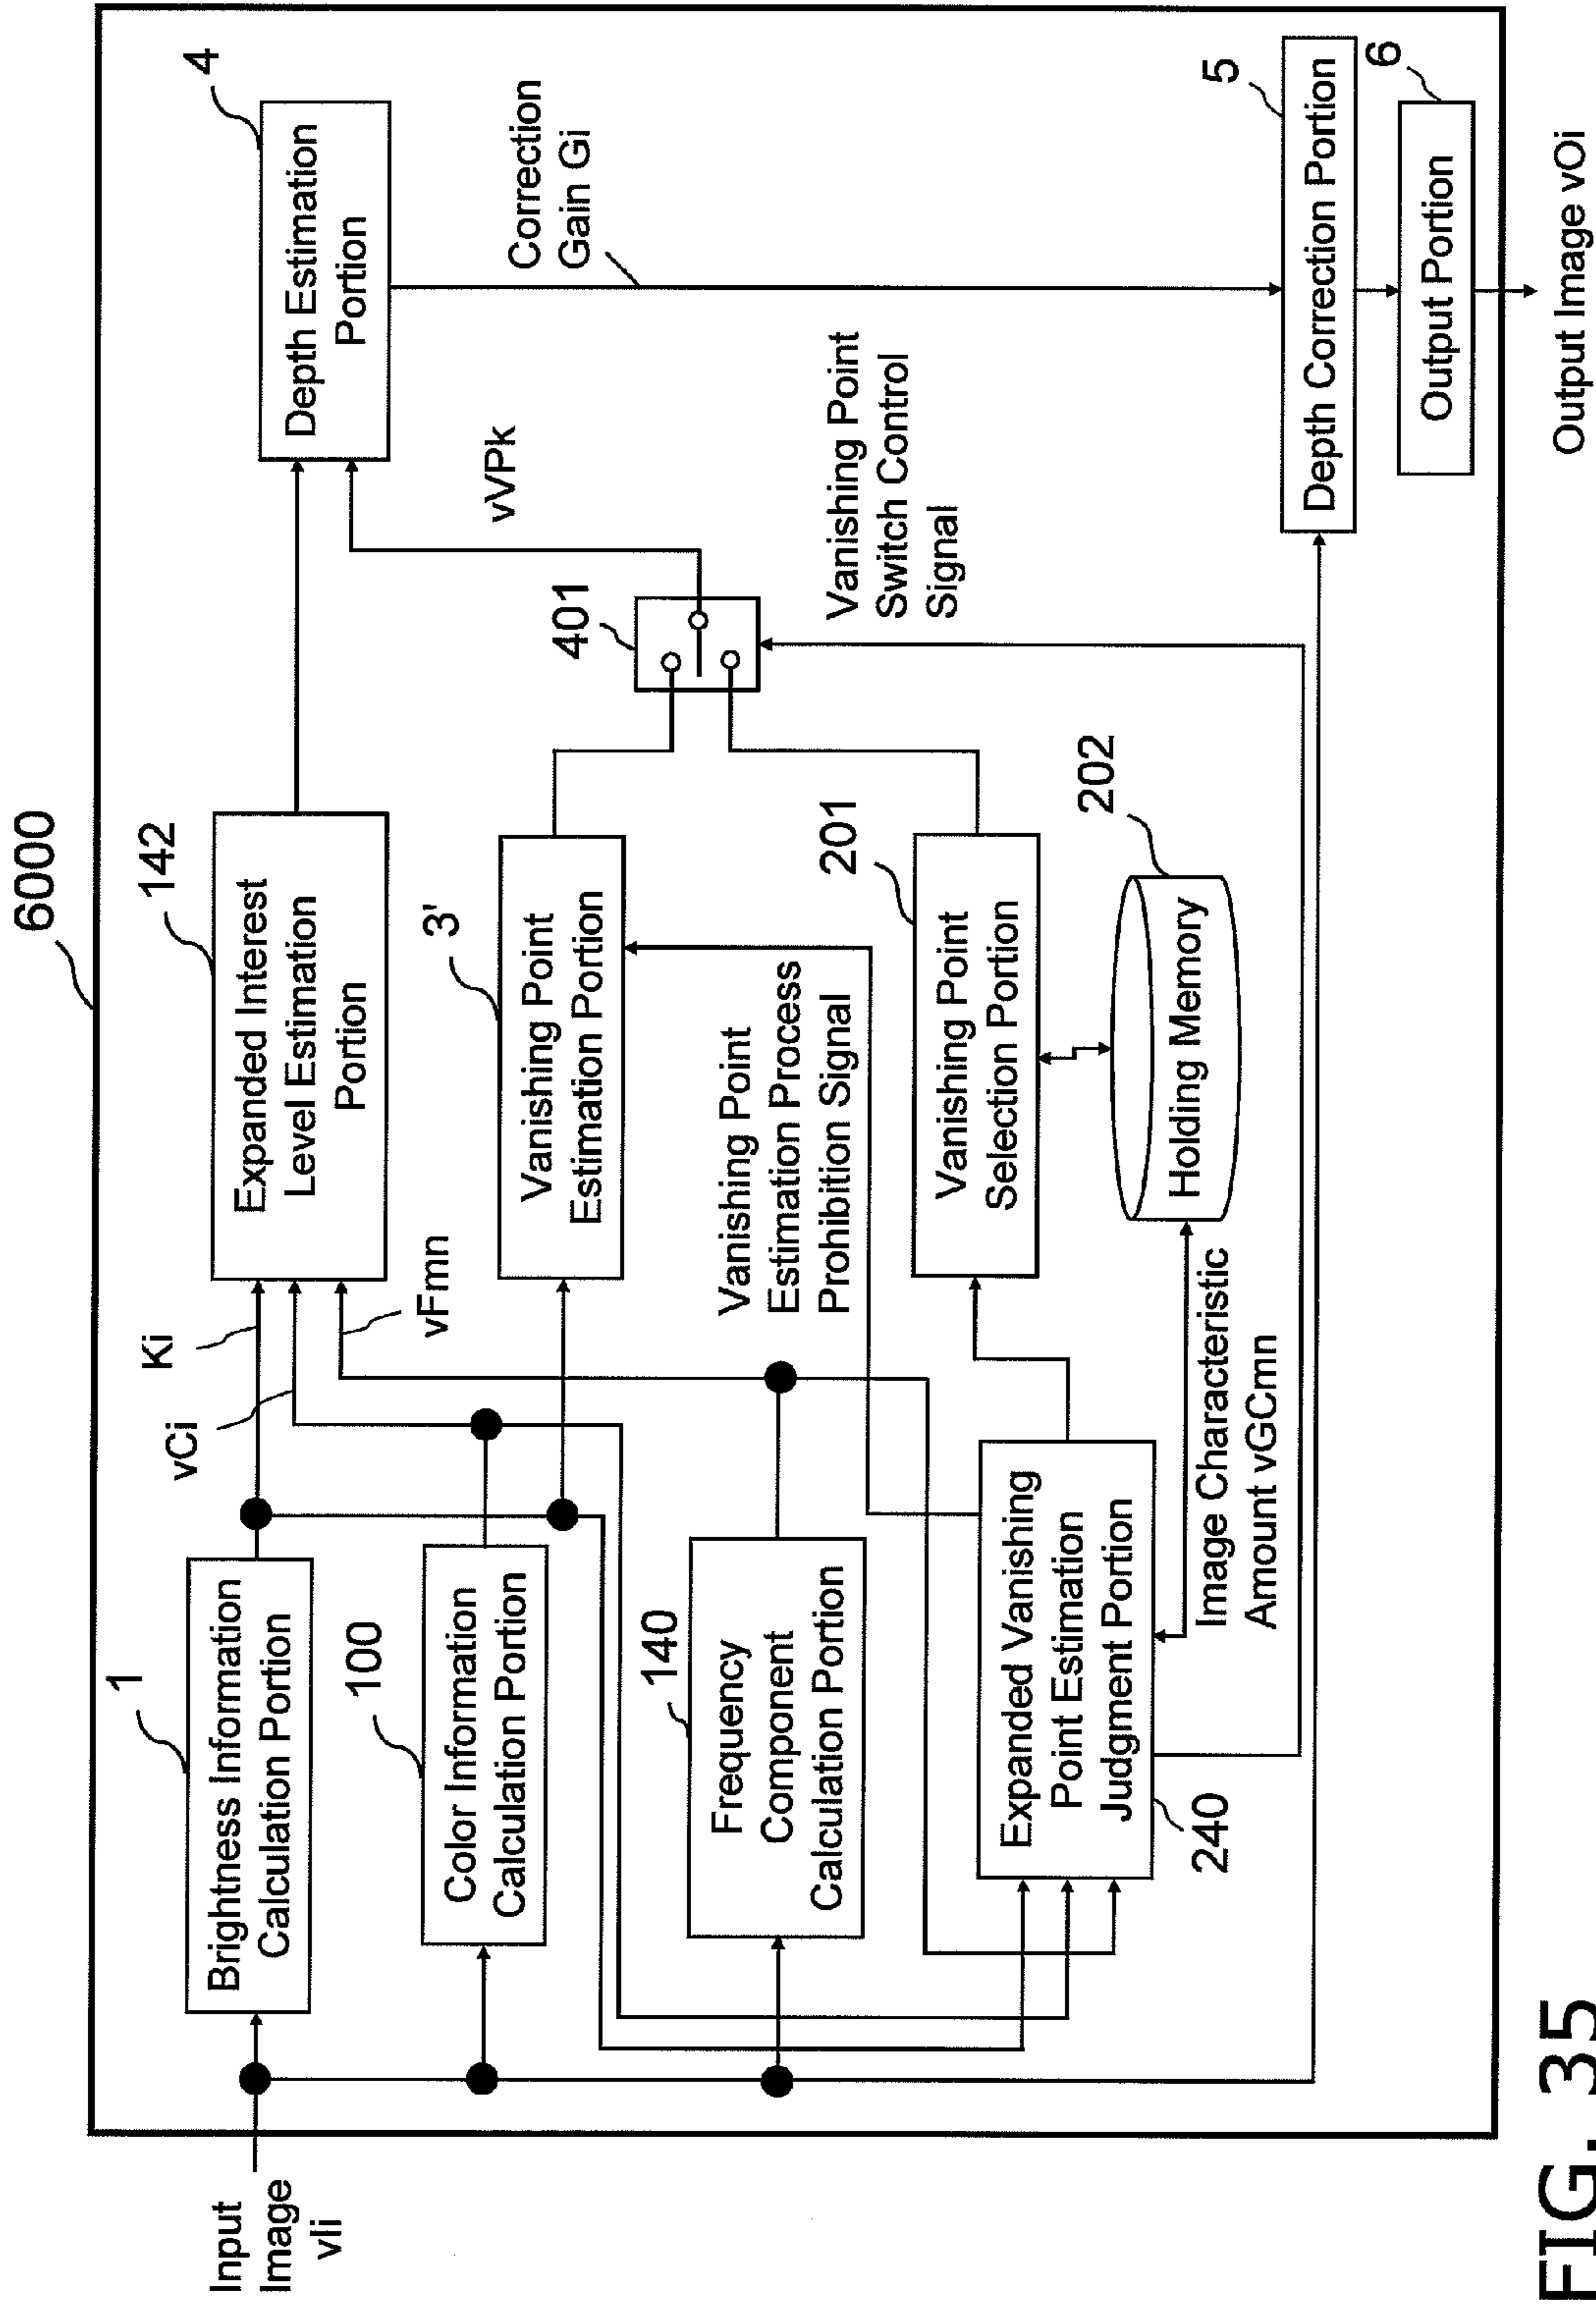 6000
Input
Image
vIi
1
Brightness Information
Calculation Portion
100
Color Information
Calculation Portion
140
Frequency
Component
Calculation Portion
Expanded Vanishing
Point Estimation
Judgment Portion
240
Ki
vCi
vFmn
142
Expanded Interest
Level Estimation
Portion
3'
Vanishing Point
Estimation Portion
Vanishing Point
Estimation Process
Prohibition Signal
201
Vanishing Point
Selection Portion
202
Holding Memory
Image Characteristic
Amount vGCmn
401
vVPk
Vanishing Point
Switch Control
Signal
4
Depth Estimation
Portion
Correction
Gain Gi
5
Depth Correction Portion
6
Output Portion
Output Image vOi
FIG. 35